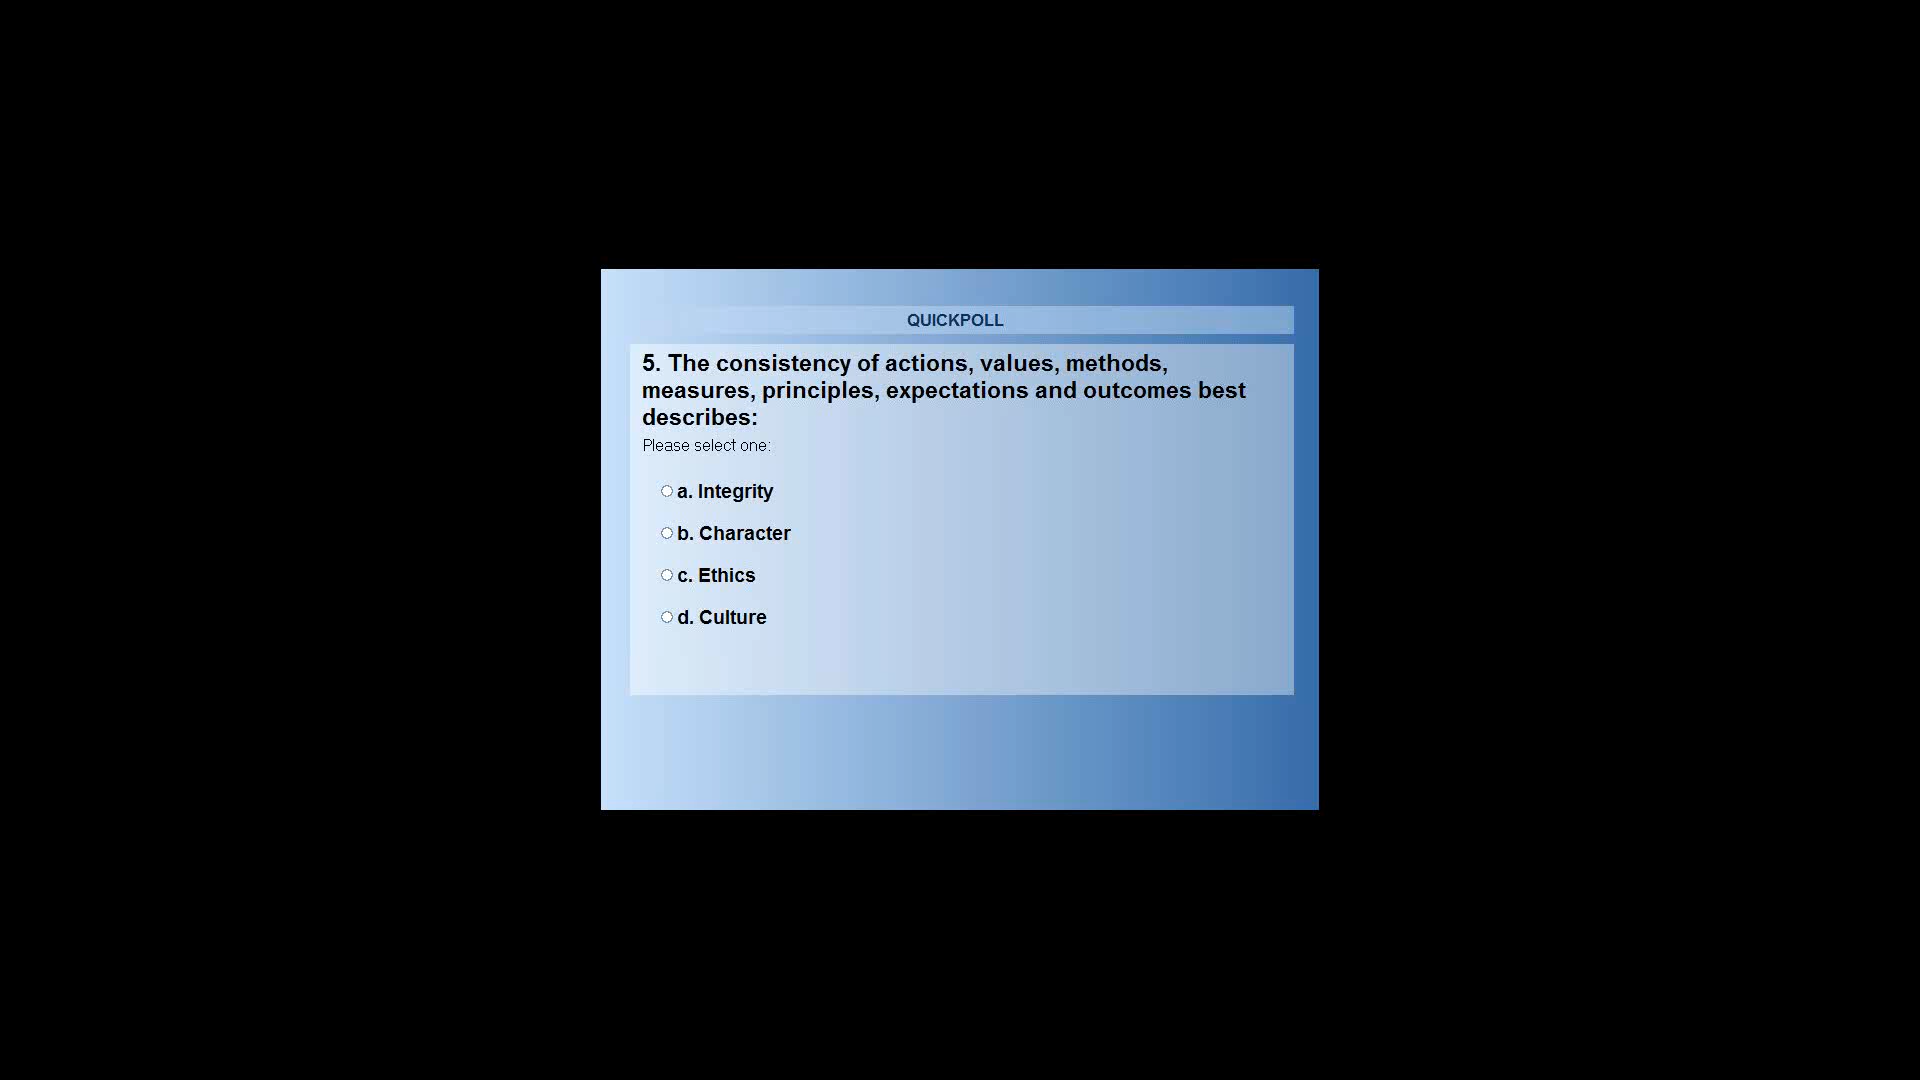 QUICKPOLL
5. The consistency of actions, values, methods,
measures, principles, expectations and outcomes best
describes:
Please select one:
a. Integrity
b. Character
c. Ethics
d. Culture